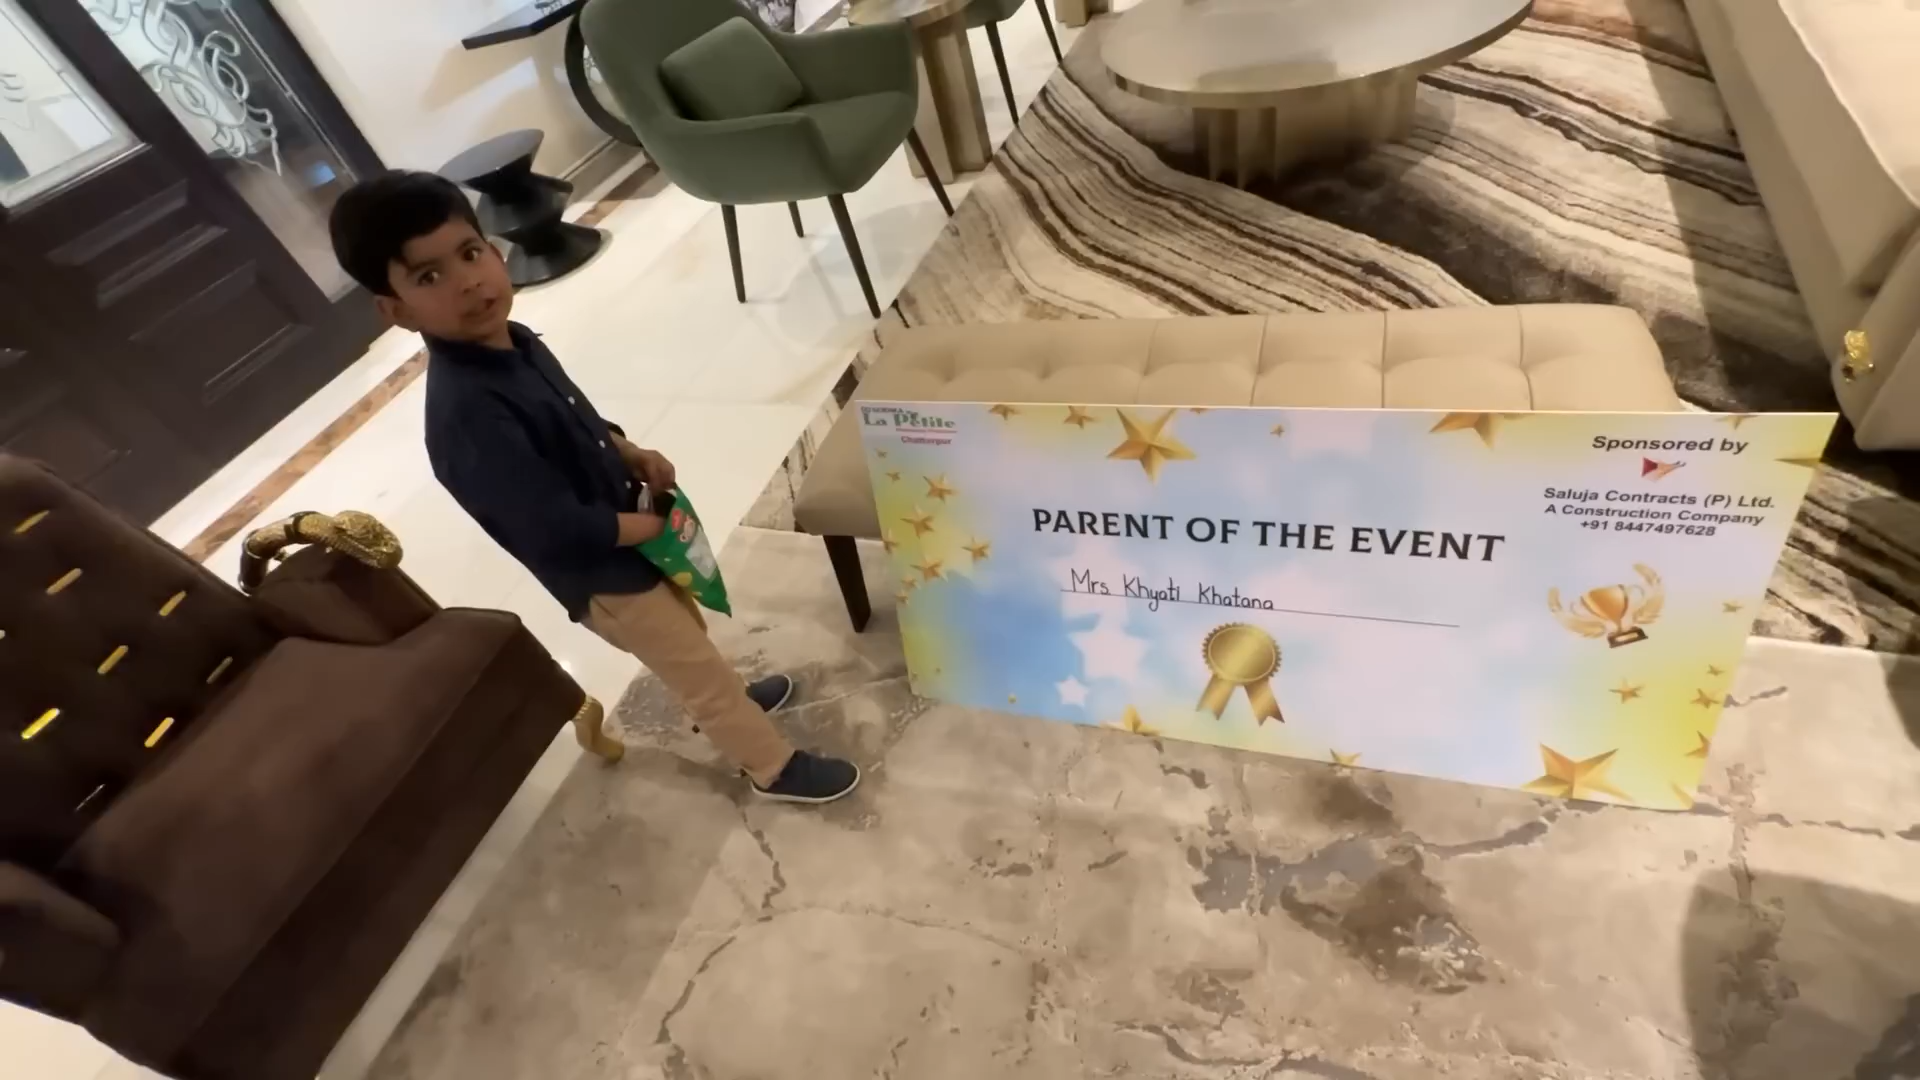 La Petite
Chattarpur
Sponsored by
Saluja Contracts (P) Ltd.
A Construction Company
+91 8447497628
PARENT OF THE EVENT
Mrs Khyati Khatana